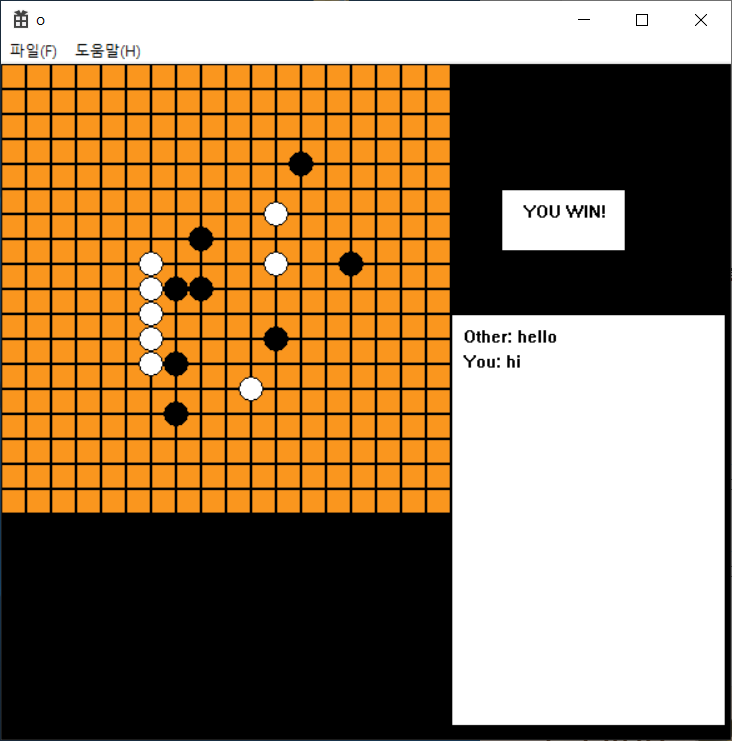 o
파일(F) 도움말(H)
YOU WIN!
Other: hello
You: hi